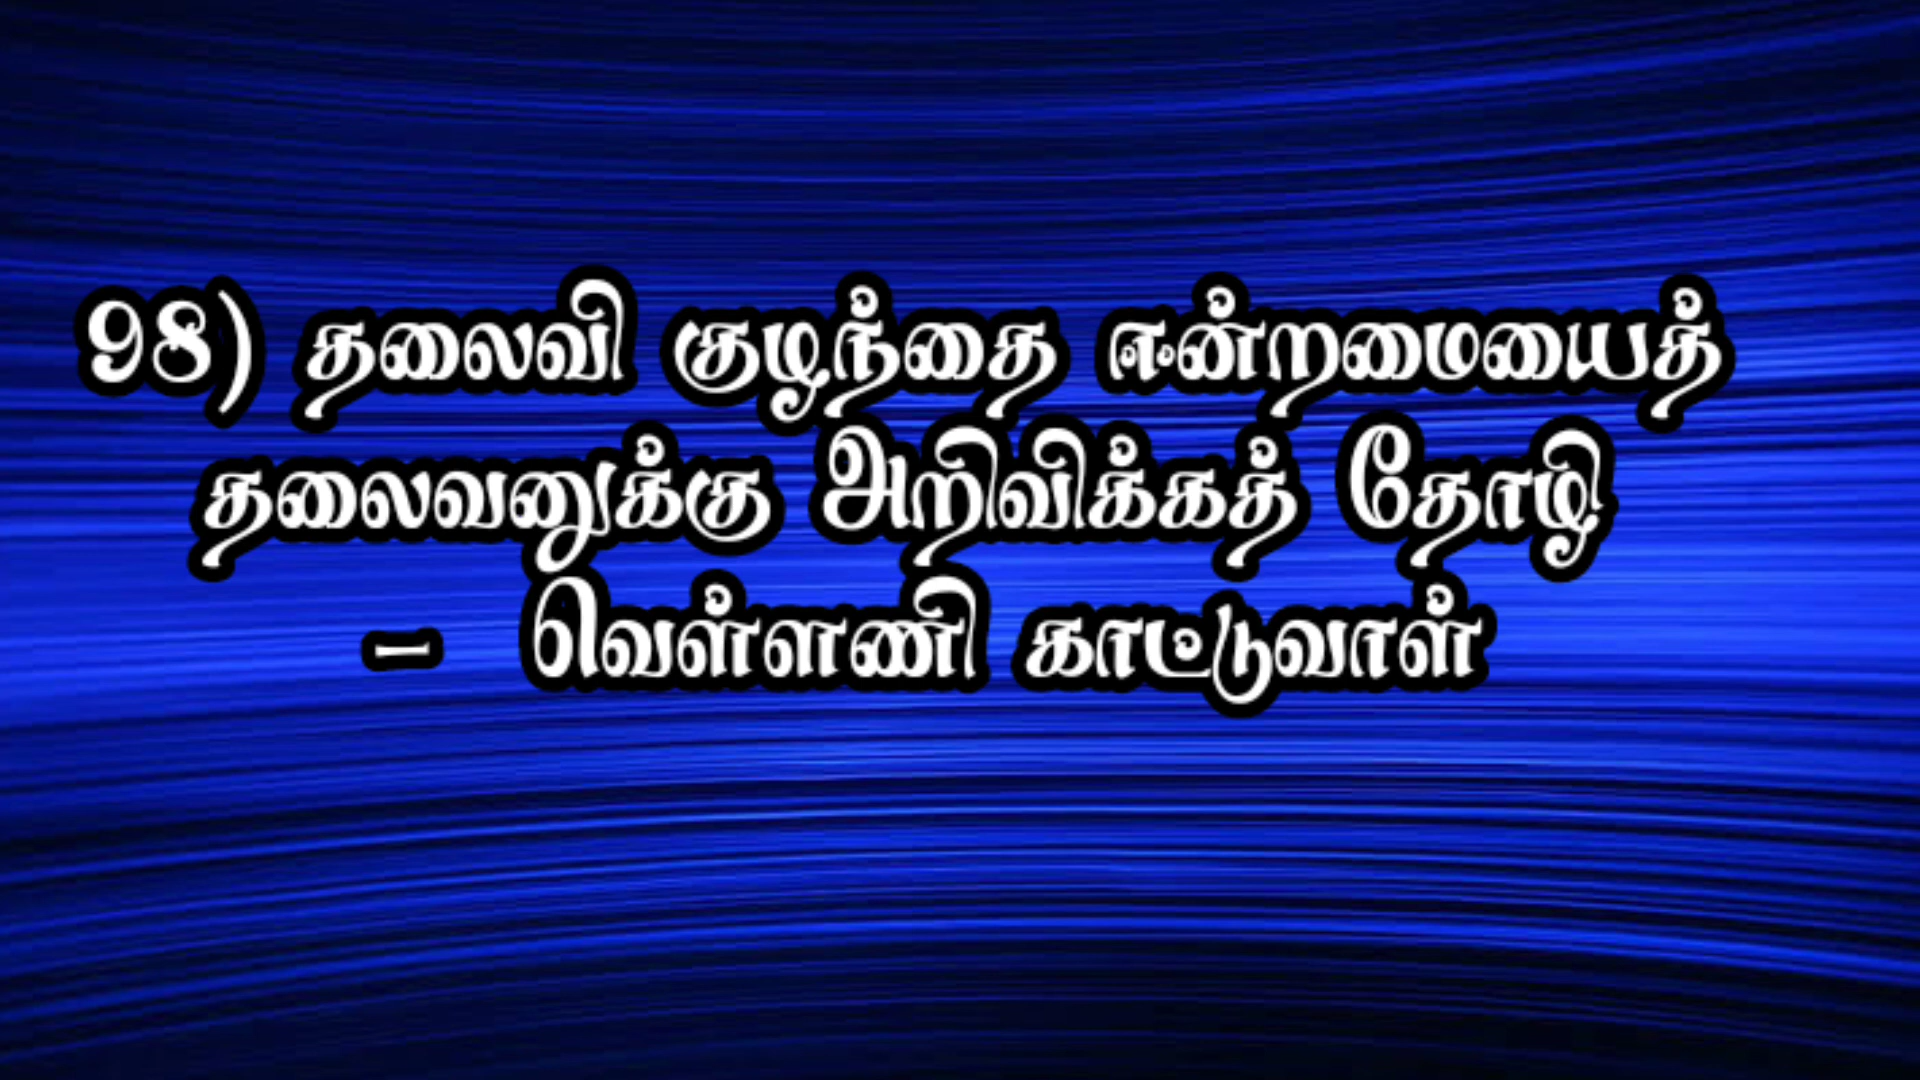 98) தலைவி குழந்தை ஈன்றமையைத்
தலைவனுக்கு அறிவிக்கத் தோழி
– வெள்ளணி காட்டுவாள்